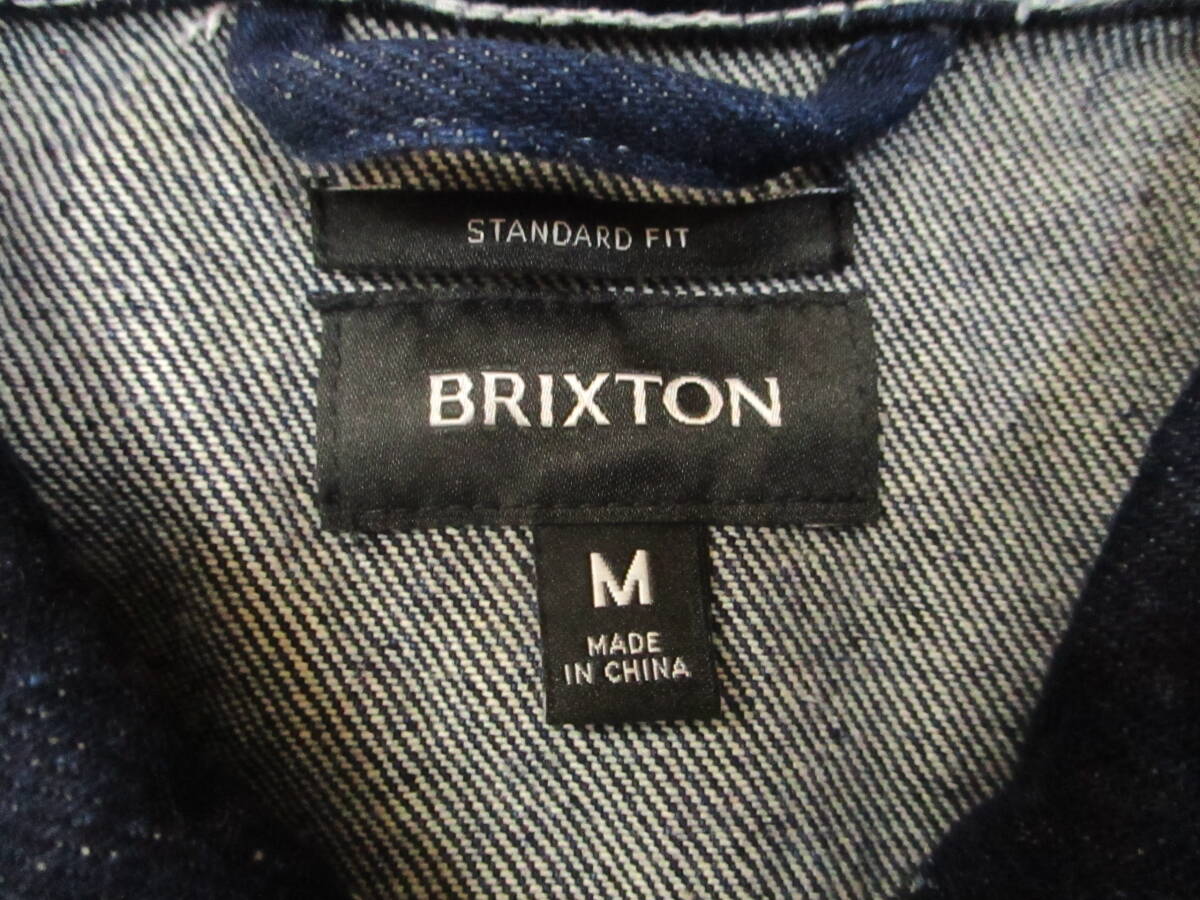 STANDARD FIT
BRIXTON
M
MADE
IN CHINA